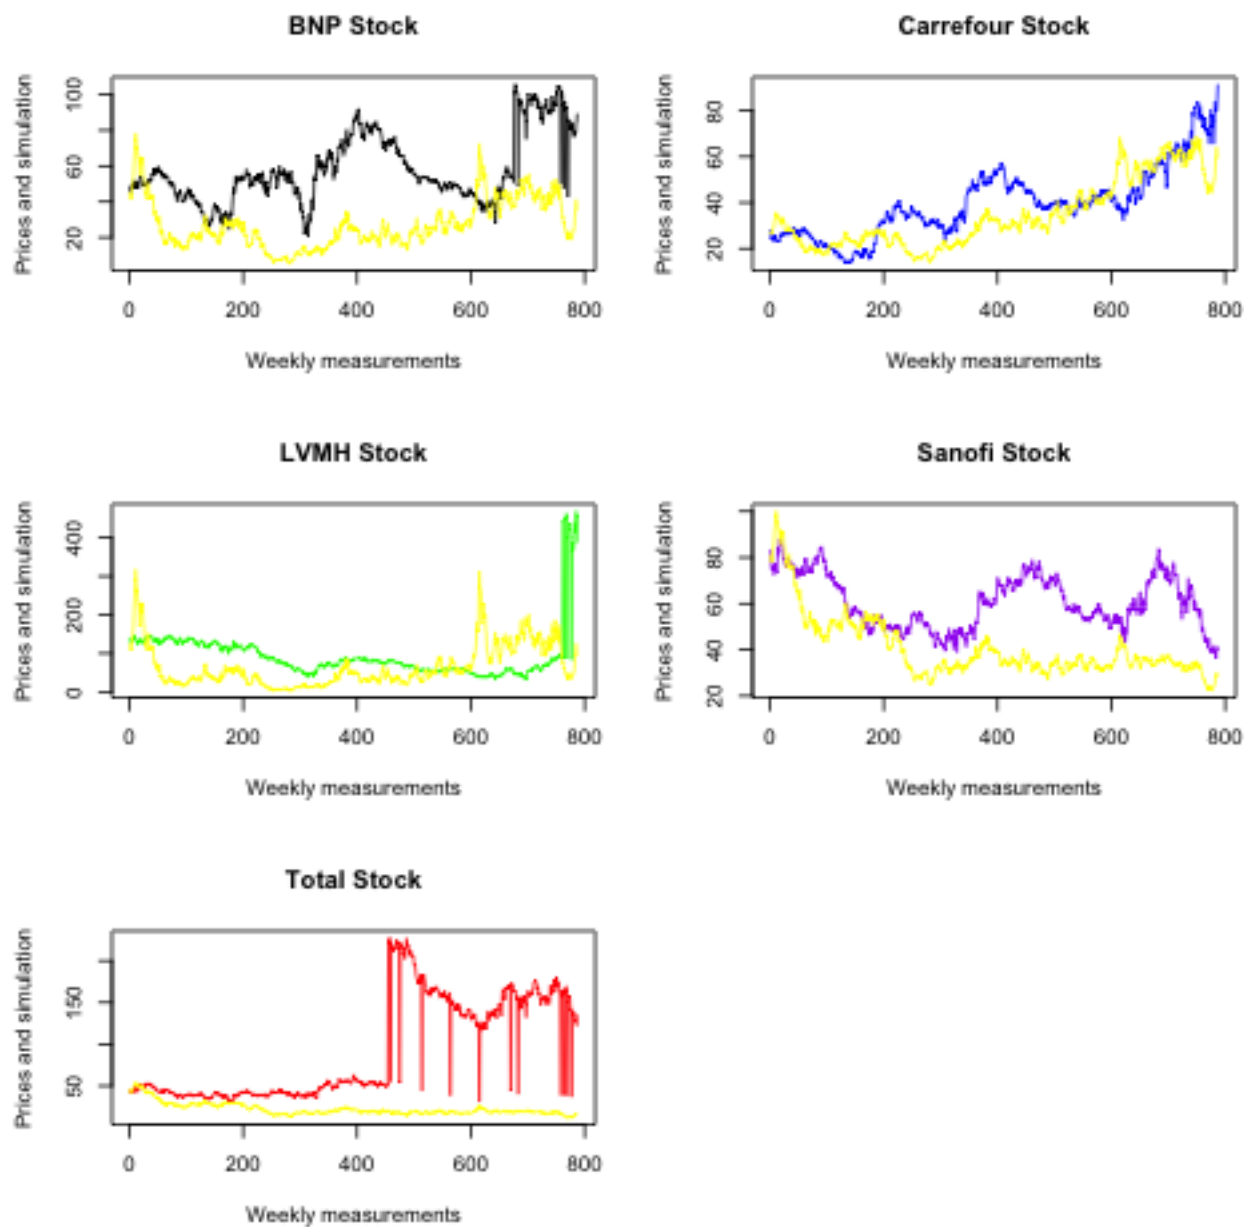 BNP Stock
Prices and simulation
20 60 100
0 200 400 600 800
Weekly measurements
Carrefour Stock
Prices and simulation
20 40 60 80
0 200 400 600 800
Weekly measurements
LVMH Stock
Prices and simulation
0 200 400
0 200 400 600 800
Weekly measurements
Sanofi Stock
Prices and simulation
20 40 60 80
0 200 400 600 800
Weekly measurements
Total Stock
Prices and simulation
50 150
0 200 400 600 800
Weekly measurements